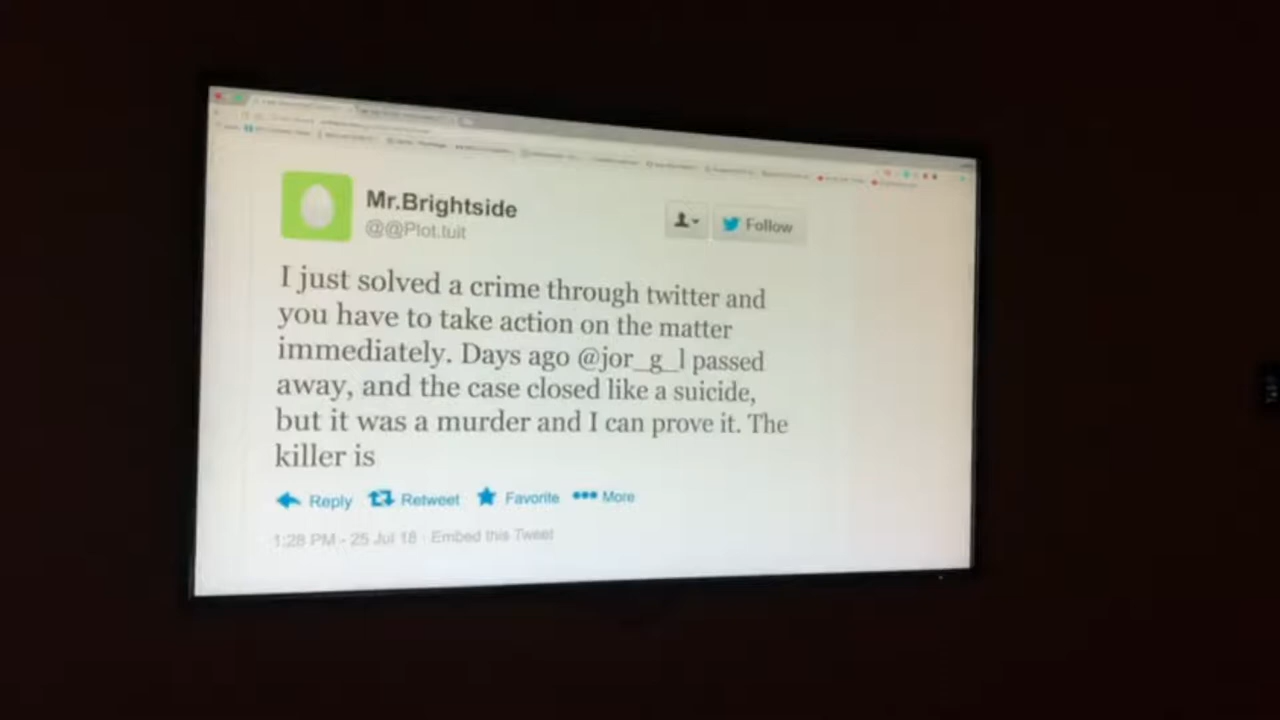 Mr.Brightside
@@Plot.tuit
Follow
I just solved a crime through twitter and
you have to take action on the matter
immediately. Days ago @jor_g_l passed
away, and the case closed like a suicide,
but it was a murder and I can prove it. The
killer is
Reply Retweet Favorite More
1:28 PM - 25 Jul 18 · Embed this Tweet